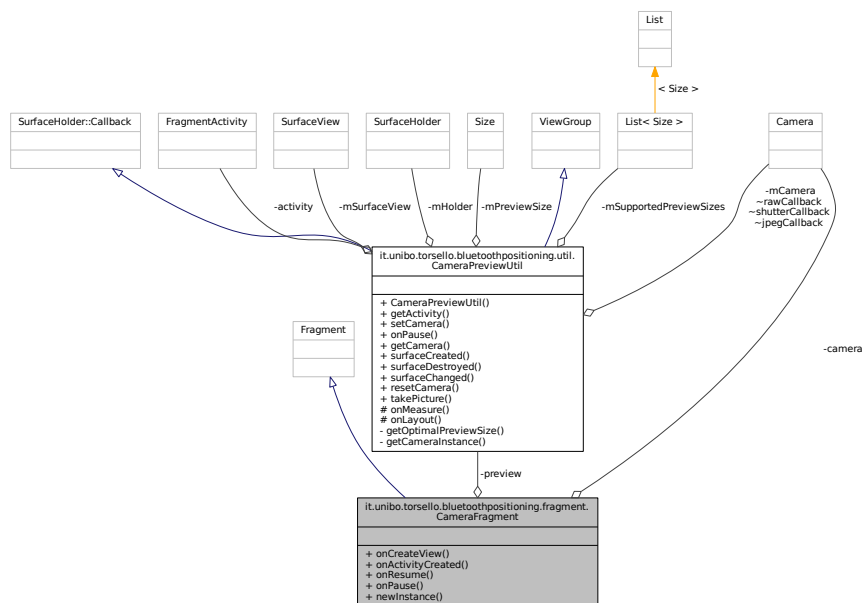 List
< Size >
SurfaceHolder::Callback
FragmentActivity
SurfaceView
SurfaceHolder
Size
ViewGroup
List< Size >
Camera
-activity
-mSurfaceView
-mHolder
-mPreviewSize
-mSupportedPreviewSizes
-mCamera
~rawCallback
~shutterCallback
~jpegCallback
it.unibo.torsello.bluetoothpositioning.util.
CameraPreviewUtil
+ CameraPreviewUtil()
+ getActivity()
+ setCamera()
+ onPause()
+ getCamera()
+ surfaceCreated()
+ surfaceDestroyed()
+ surfaceChanged()
+ resetCamera()
+ takePicture()
# onMeasure()
# onLayout()
- getOptimalPreviewSize()
- getCameraInstance()
Fragment
-camera
-preview
it.unibo.torsello.bluetoothpositioning.fragment.
CameraFragment
+ onCreateView()
+ onActivityCreated()
+ onResume()
+ onPause()
+ newInstance()